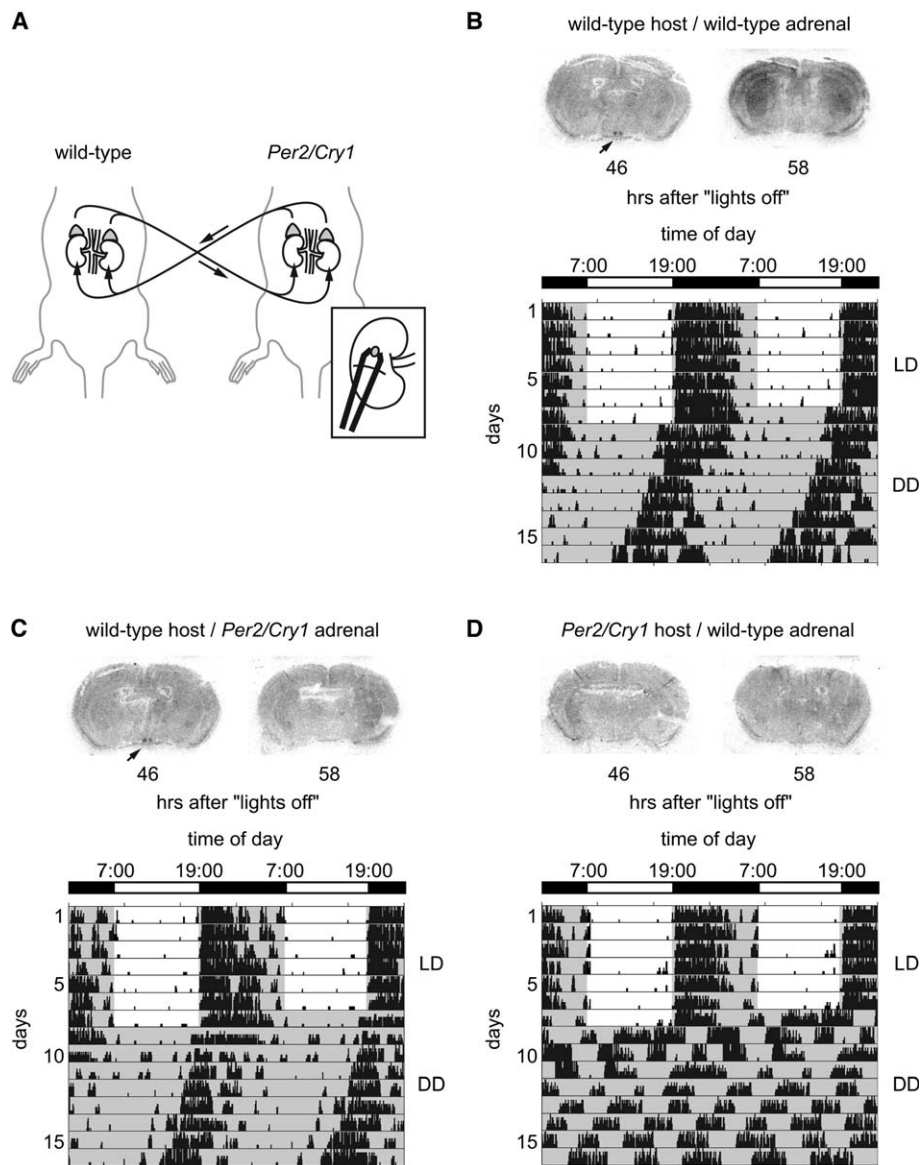 A
wild-type
Per2/Cry1
B
wild-type host / wild-type adrenal
46
58
hrs after "lights off"
time of day
7:00 19:00 7:00 19:00
1
5
10
15
days
LD
DD
C
wild-type host / Per2/Cry1 adrenal
46
58
hrs after "lights off"
time of day
7:00 19:00 7:00 19:00
1
5
10
15
days
LD
DD
D
Per2/Cry1 host / wild-type adrenal
46
58
hrs after "lights off"
time of day
7:00 19:00 7:00 19:00
1
5
10
15
days
LD
DD